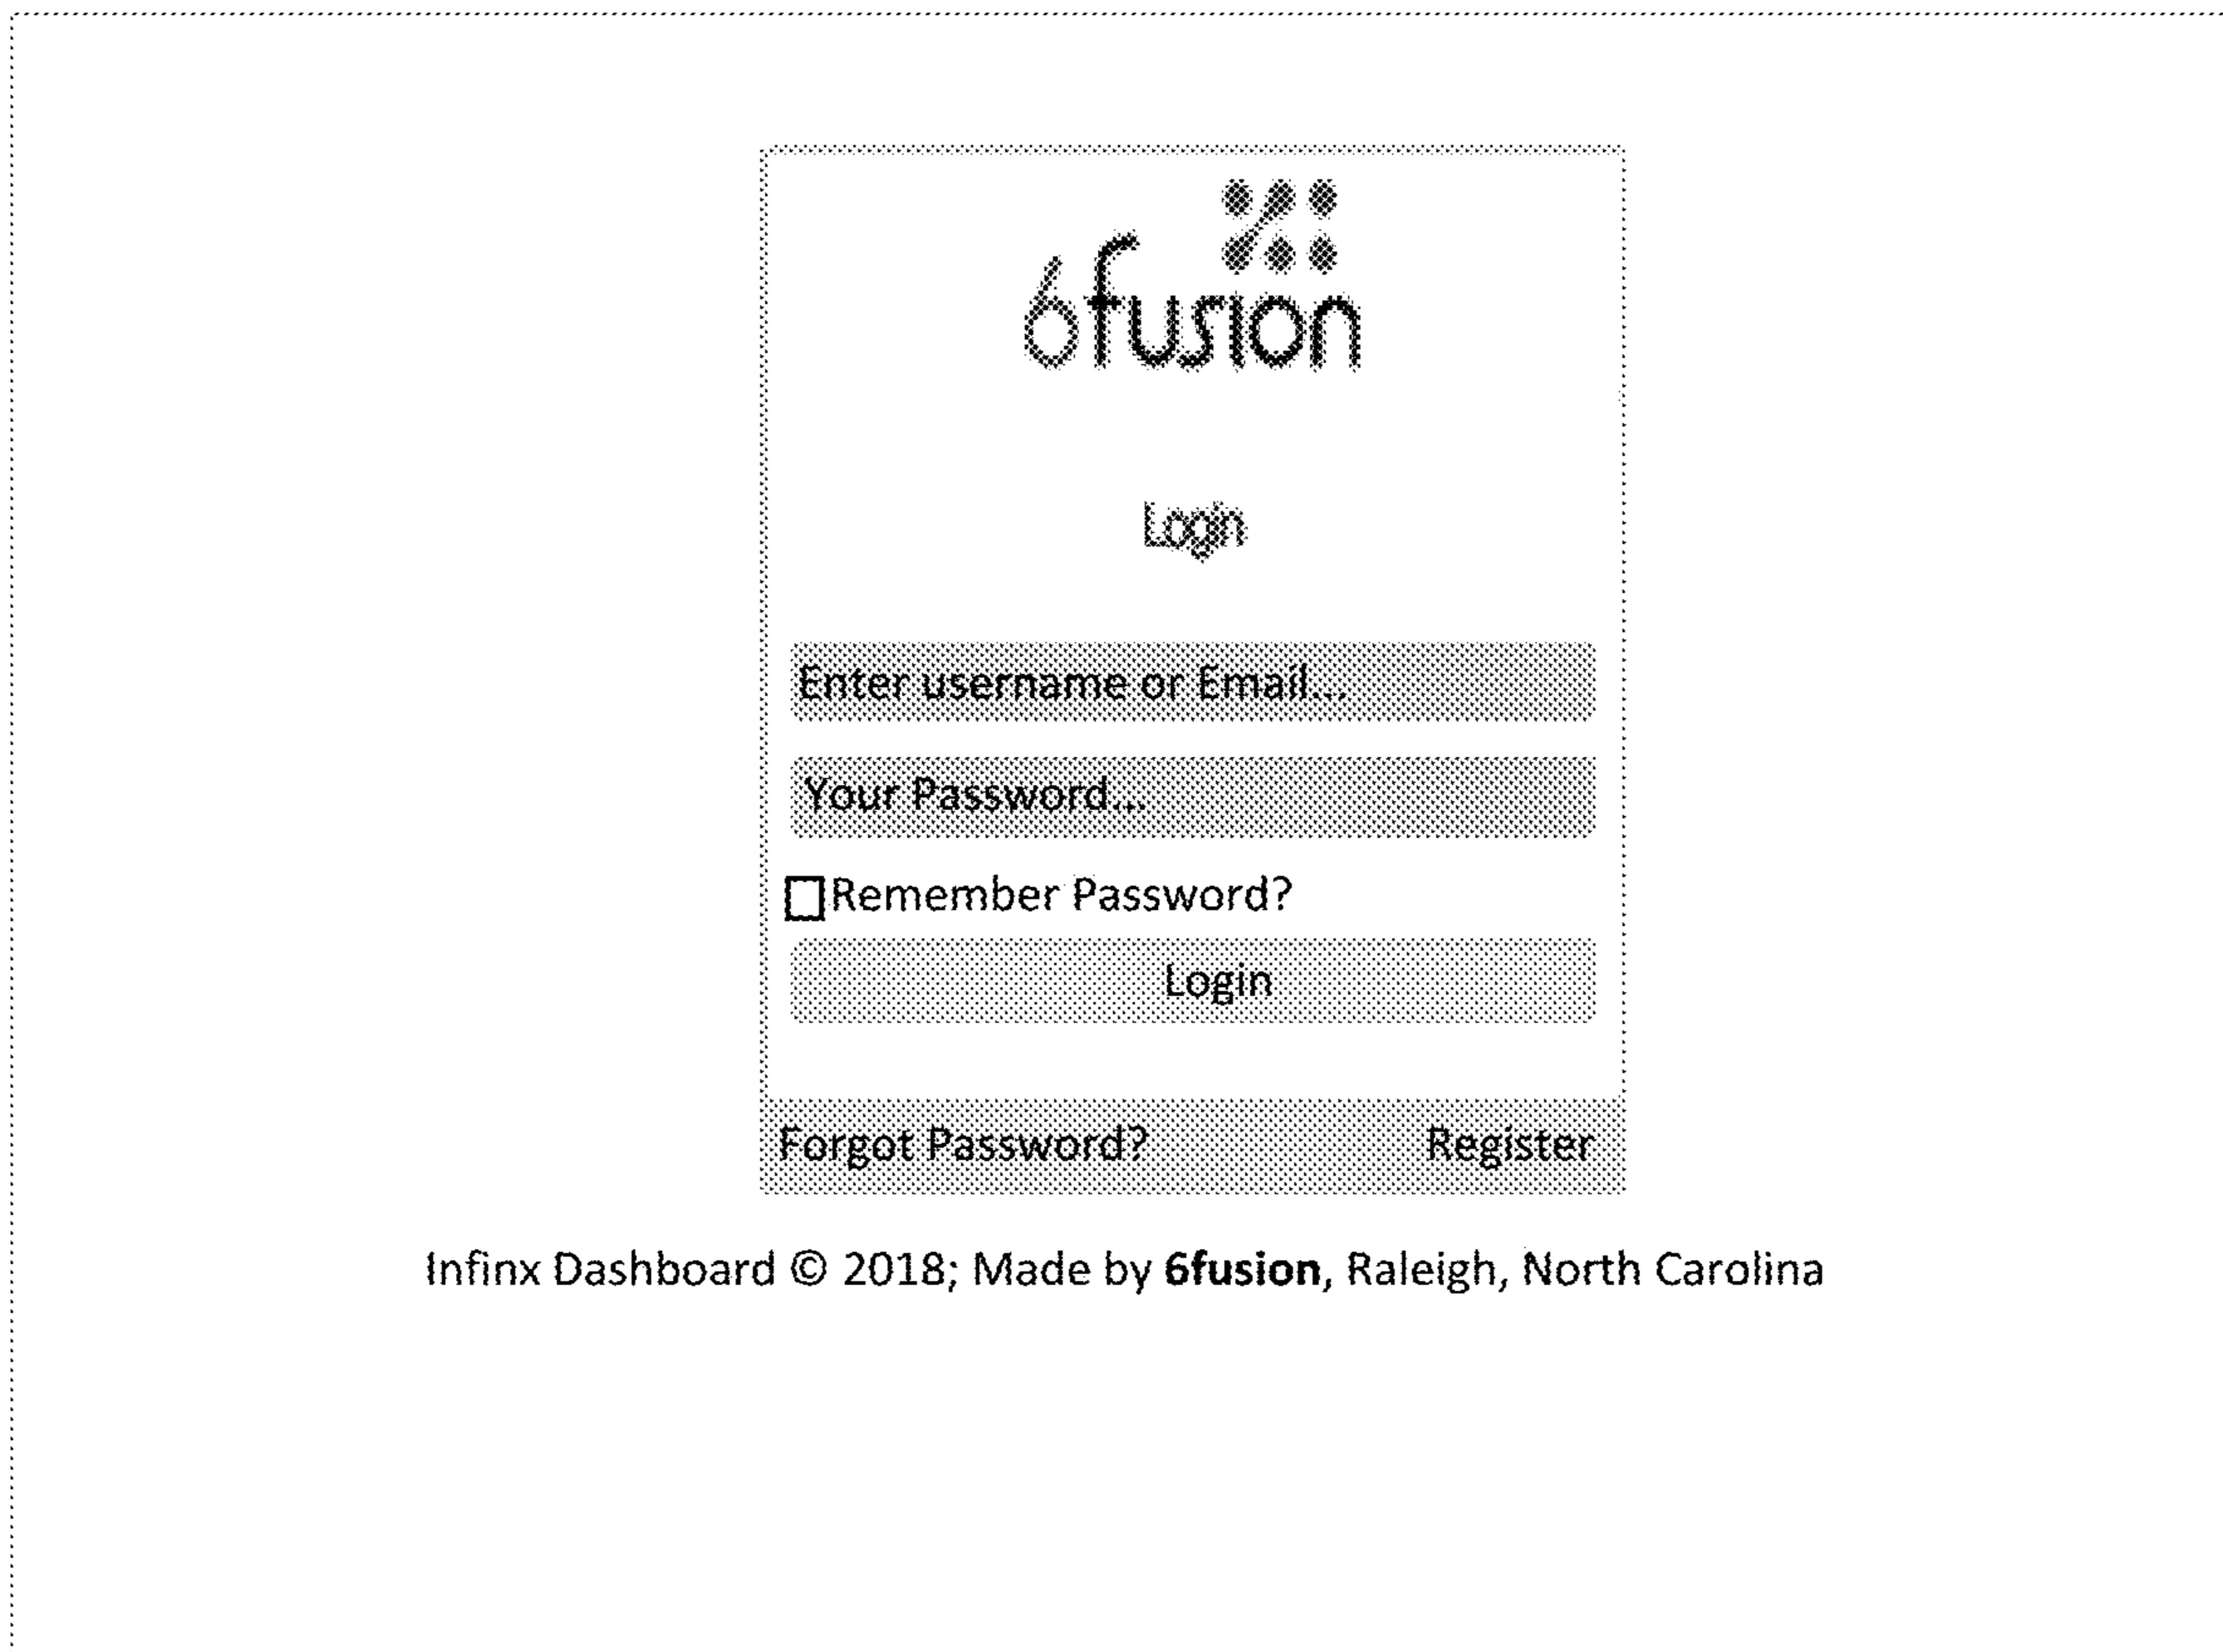 6fusion
Login
Enter username or Email...
Your Password...
Remember Password?
Login
Forgot Password? Register
Infinx Dashboard © 2018; Made by 6fusion, Raleigh, North Carolina